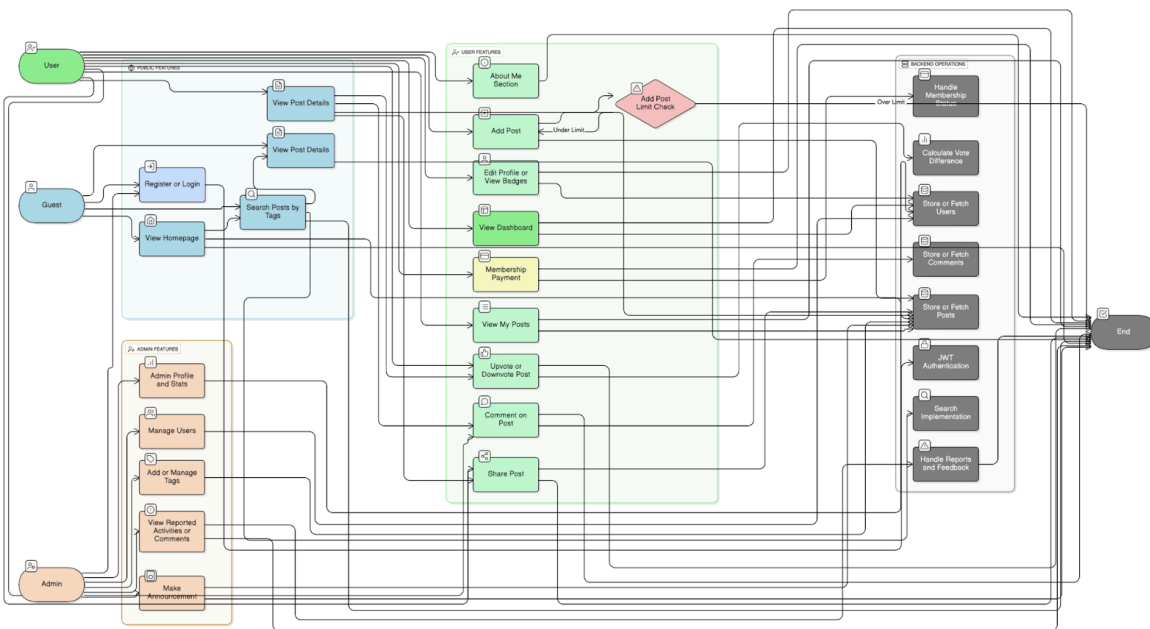 User
PUBLIC FEATURES
View Post Details
View Post Details
Register or Login
Guest
Search Posts by
Tags
View Homepage
ADMIN FEATURES
Admin Profile
and Stats
Manage Users
Add or Manage
Tags
View Reported
Activities or
Comments
Admin
Make
Announcement
USER FEATURES
About Me
Section
Add Post
Limit Check
Add Post
Under Limit
Edit Profile or
View Badges
View Dashboard
Membership
Payment
View My Posts
Upvote or
Downvote Post
Comment on
Post
Share Post
BACKEND OPERATIONS
Handle
Membership
Status
Over Limit
Calculate Vote
Difference
Store or Fetch
Users
Store or Fetch
Comments
Store or Fetch
Posts
JWT
Authentication
Search
Implementation
Handle Reports
and Feedback
End